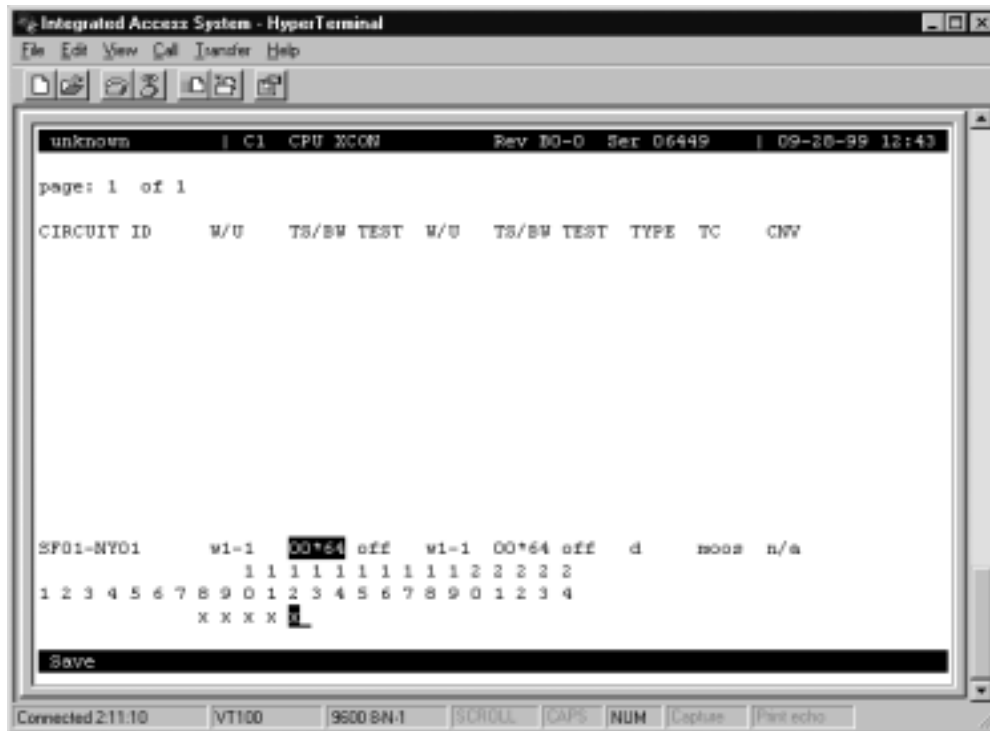 Integrated Access System - HyperTerminal
File Edit View Call Transfer Help
unknown | C1 CPU XCON Rev B0-0 Ser 06449 | 09-28-99 12:43
page: 1 of 1
CIRCUIT ID W/U TS/BW TEST W/U TS/BW TEST TYPE TC CNV
SF01-NY01 w1-1 00*64 off w1-1 00*64 off d moos n/a
1 1 1 1 1 1 1 1 1 1 2 2 2 2 2
1 2 3 4 5 6 7 8 9 0 1 2 3 4 5 6 7 8 9 0 1 2 3 4
x x x x x_
Save
Connected 2:11:10 VT100 9600 8-N-1 SCROLL CAPS NUM Capture Print echo